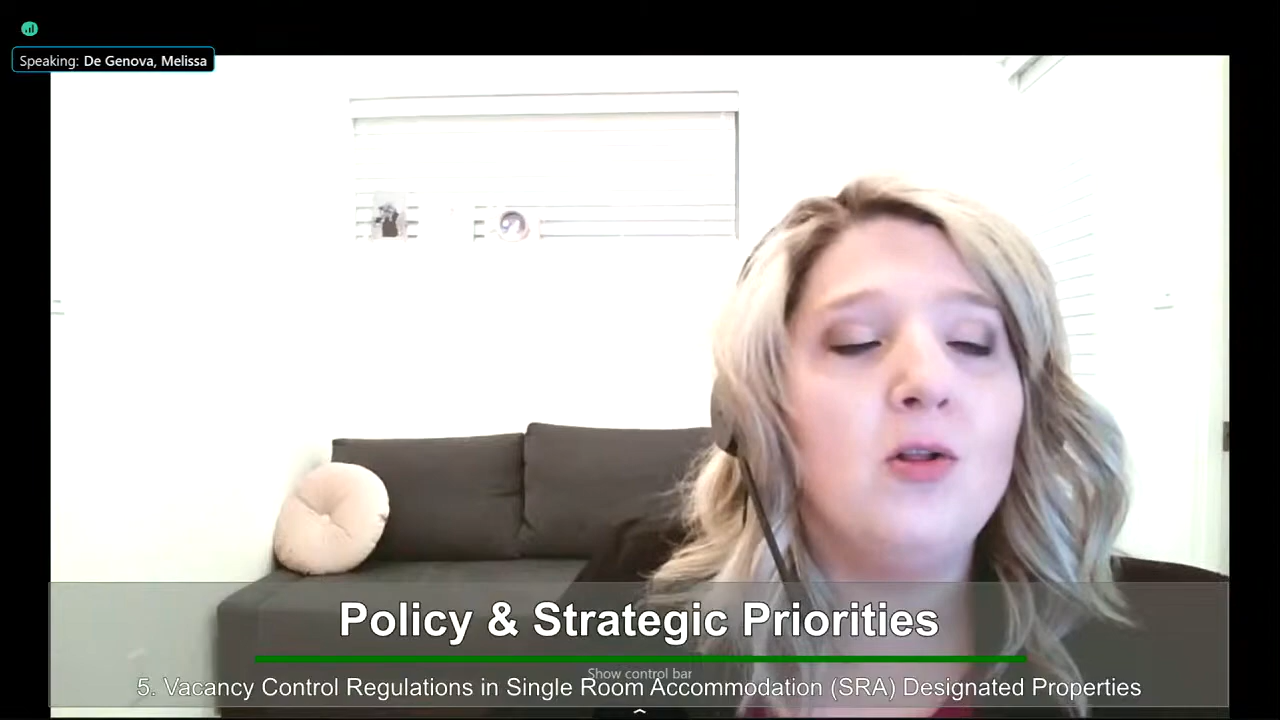 Speaking: De Genova, Melissa
Policy & Strategic Priorities
Show control bar
5. Vacancy Control Regulations in Single Room Accommodation (SRA) Designated Properties